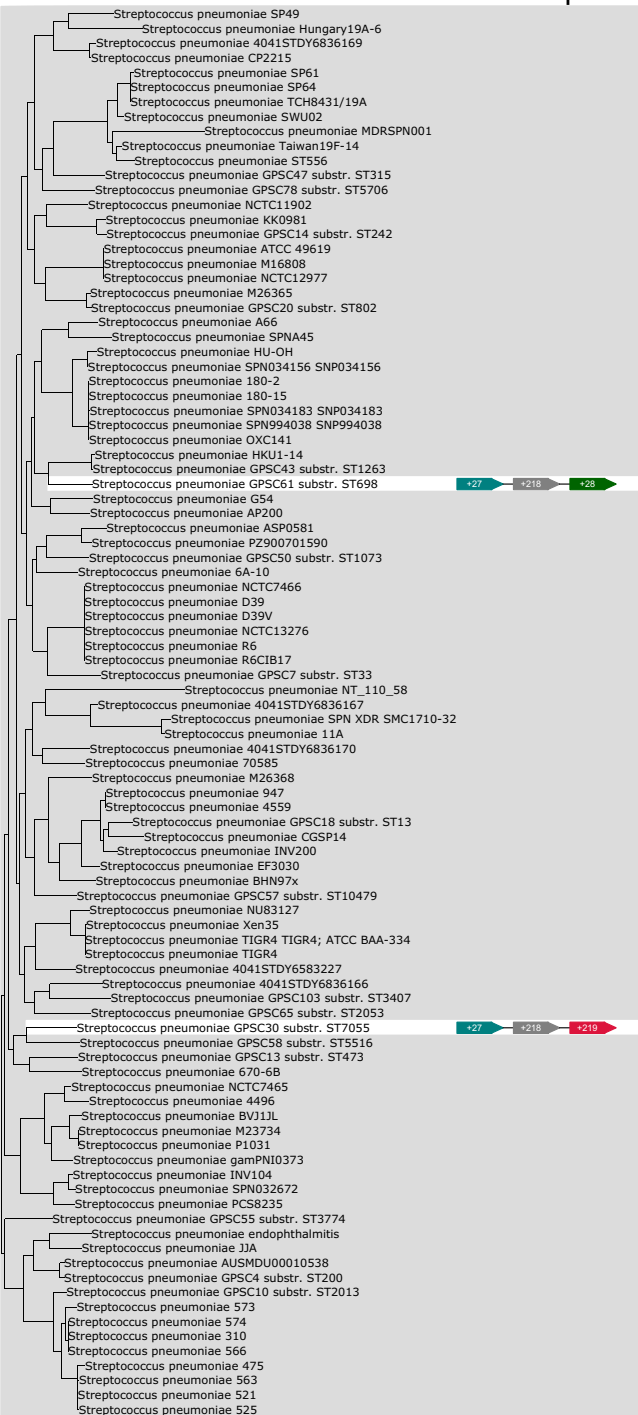 Streptococcus pneumoniae SP49
Streptococcus pneumoniae Hungary19A-6
Streptococcus pneumoniae 4041STDY6836169
Streptococcus pneumoniae CP2215
Streptococcus pneumoniae SP61
Streptococcus pneumoniae SP64
Streptococcus pneumoniae TCH8431/19A
Streptococcus pneumoniae SWU02
Streptococcus pneumoniae MDRSPN001
Streptococcus pneumoniae Taiwan19F-14
Streptococcus pneumoniae ST556
Streptococcus pneumoniae GPSC47 substr. ST315
Streptococcus pneumoniae GPSC78 substr. ST5706
Streptococcus pneumoniae NCTC11902
Streptococcus pneumoniae KK0981
Streptococcus pneumoniae GPSC14 substr. ST242
Streptococcus pneumoniae ATCC 49619
Streptococcus pneumoniae M16808
Streptococcus pneumoniae NCTC12977
Streptococcus pneumoniae M26365
Streptococcus pneumoniae GPSC20 substr. ST802
Streptococcus pneumoniae A66
Streptococcus pneumoniae SPNA45
Streptococcus pneumoniae HU-OH
Streptococcus pneumoniae SPN034156 SNP034156
Streptococcus pneumoniae 180-2
Streptococcus pneumoniae 180-15
Streptococcus pneumoniae SPN034183 SNP034183
Streptococcus pneumoniae SPN994038 SNP994038
Streptococcus pneumoniae OXC141
Streptococcus pneumoniae HKU1-14
Streptococcus pneumoniae GPSC43 substr. ST1263
Streptococcus pneumoniae GPSC61 substr. ST698 +27 +218 +28
Streptococcus pneumoniae G54
Streptococcus pneumoniae AP200
Streptococcus pneumoniae ASP0581
Streptococcus pneumoniae PZ900701590
Streptococcus pneumoniae GPSC50 substr. ST1073
Streptococcus pneumoniae 6A-10
Streptococcus pneumoniae NCTC7466
Streptococcus pneumoniae D39
Streptococcus pneumoniae D39V
Streptococcus pneumoniae NCTC13276
Streptococcus pneumoniae R6
Streptococcus pneumoniae R6CIB17
Streptococcus pneumoniae GPSC7 substr. ST33
Streptococcus pneumoniae NT_110_58
Streptococcus pneumoniae 4041STDY6836167
Streptococcus pneumoniae SPN XDR SMC1710-32
Streptococcus pneumoniae 11A
Streptococcus pneumoniae 4041STDY6836170
Streptococcus pneumoniae 70585
Streptococcus pneumoniae M26368
Streptococcus pneumoniae 947
Streptococcus pneumoniae 4559
Streptococcus pneumoniae GPSC18 substr. ST13
Streptococcus pneumoniae CGSP14
Streptococcus pneumoniae INV200
Streptococcus pneumoniae EF3030
Streptococcus pneumoniae BHN97x
Streptococcus pneumoniae GPSC57 substr. ST10479
Streptococcus pneumoniae NU83127
Streptococcus pneumoniae Xen35
Streptococcus pneumoniae TIGR4 TIGR4; ATCC BAA-334
Streptococcus pneumoniae TIGR4
Streptococcus pneumoniae 4041STDY6583227
Streptococcus pneumoniae 4041STDY6836166
Streptococcus pneumoniae GPSC103 substr. ST3407
Streptococcus pneumoniae GPSC65 substr. ST2053
Streptococcus pneumoniae GPSC30 substr. ST7055 +27 +218 +219
Streptococcus pneumoniae GPSC58 substr. ST5516
Streptococcus pneumoniae GPSC13 substr. ST473
Streptococcus pneumoniae 670-6B
Streptococcus pneumoniae NCTC7465
Streptococcus pneumoniae 4496
Streptococcus pneumoniae BVJ1JL
Streptococcus pneumoniae M23734
Streptococcus pneumoniae P1031
Streptococcus pneumoniae gamPNI0373
Streptococcus pneumoniae INV104
Streptococcus pneumoniae SPN032672
Streptococcus pneumoniae PCS8235
Streptococcus pneumoniae GPSC55 substr. ST3774
Streptococcus pneumoniae endophthalmitis
Streptococcus pneumoniae JJA
Streptococcus pneumoniae AUSMDU00010538
Streptococcus pneumoniae GPSC4 substr. ST200
Streptococcus pneumoniae GPSC10 substr. ST2013
Streptococcus pneumoniae 573
Streptococcus pneumoniae 574
Streptococcus pneumoniae 310
Streptococcus pneumoniae 566
Streptococcus pneumoniae 475
Streptococcus pneumoniae 563
Streptococcus pneumoniae 521
Streptococcus pneumoniae 525